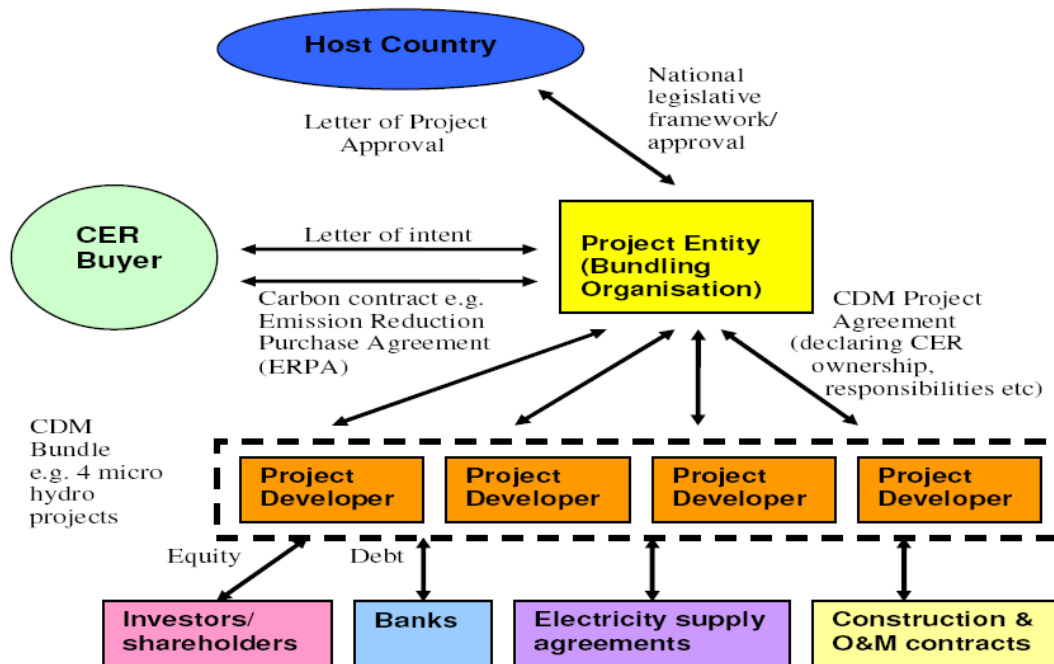 Host Country
National
legislative
framework/
approval
Letter of Project
Approval
CER
Buyer
Letter of intent
Project Entity
(Bundling
Organisation)
Carbon contract e.g.
Emission Reduction
Purchase Agreement
(ERPA)
CDM Project
Agreement
(declaring CER
ownership,
responsibilities etc)
CDM
Bundle
e.g. 4 micro
hydro
projects
Project
Developer
Project
Developer
Project
Developer
Project
Developer
Equity
Debt
Investors/
shareholders
Banks
Electricity supply
agreements
Construction &
O&M contracts